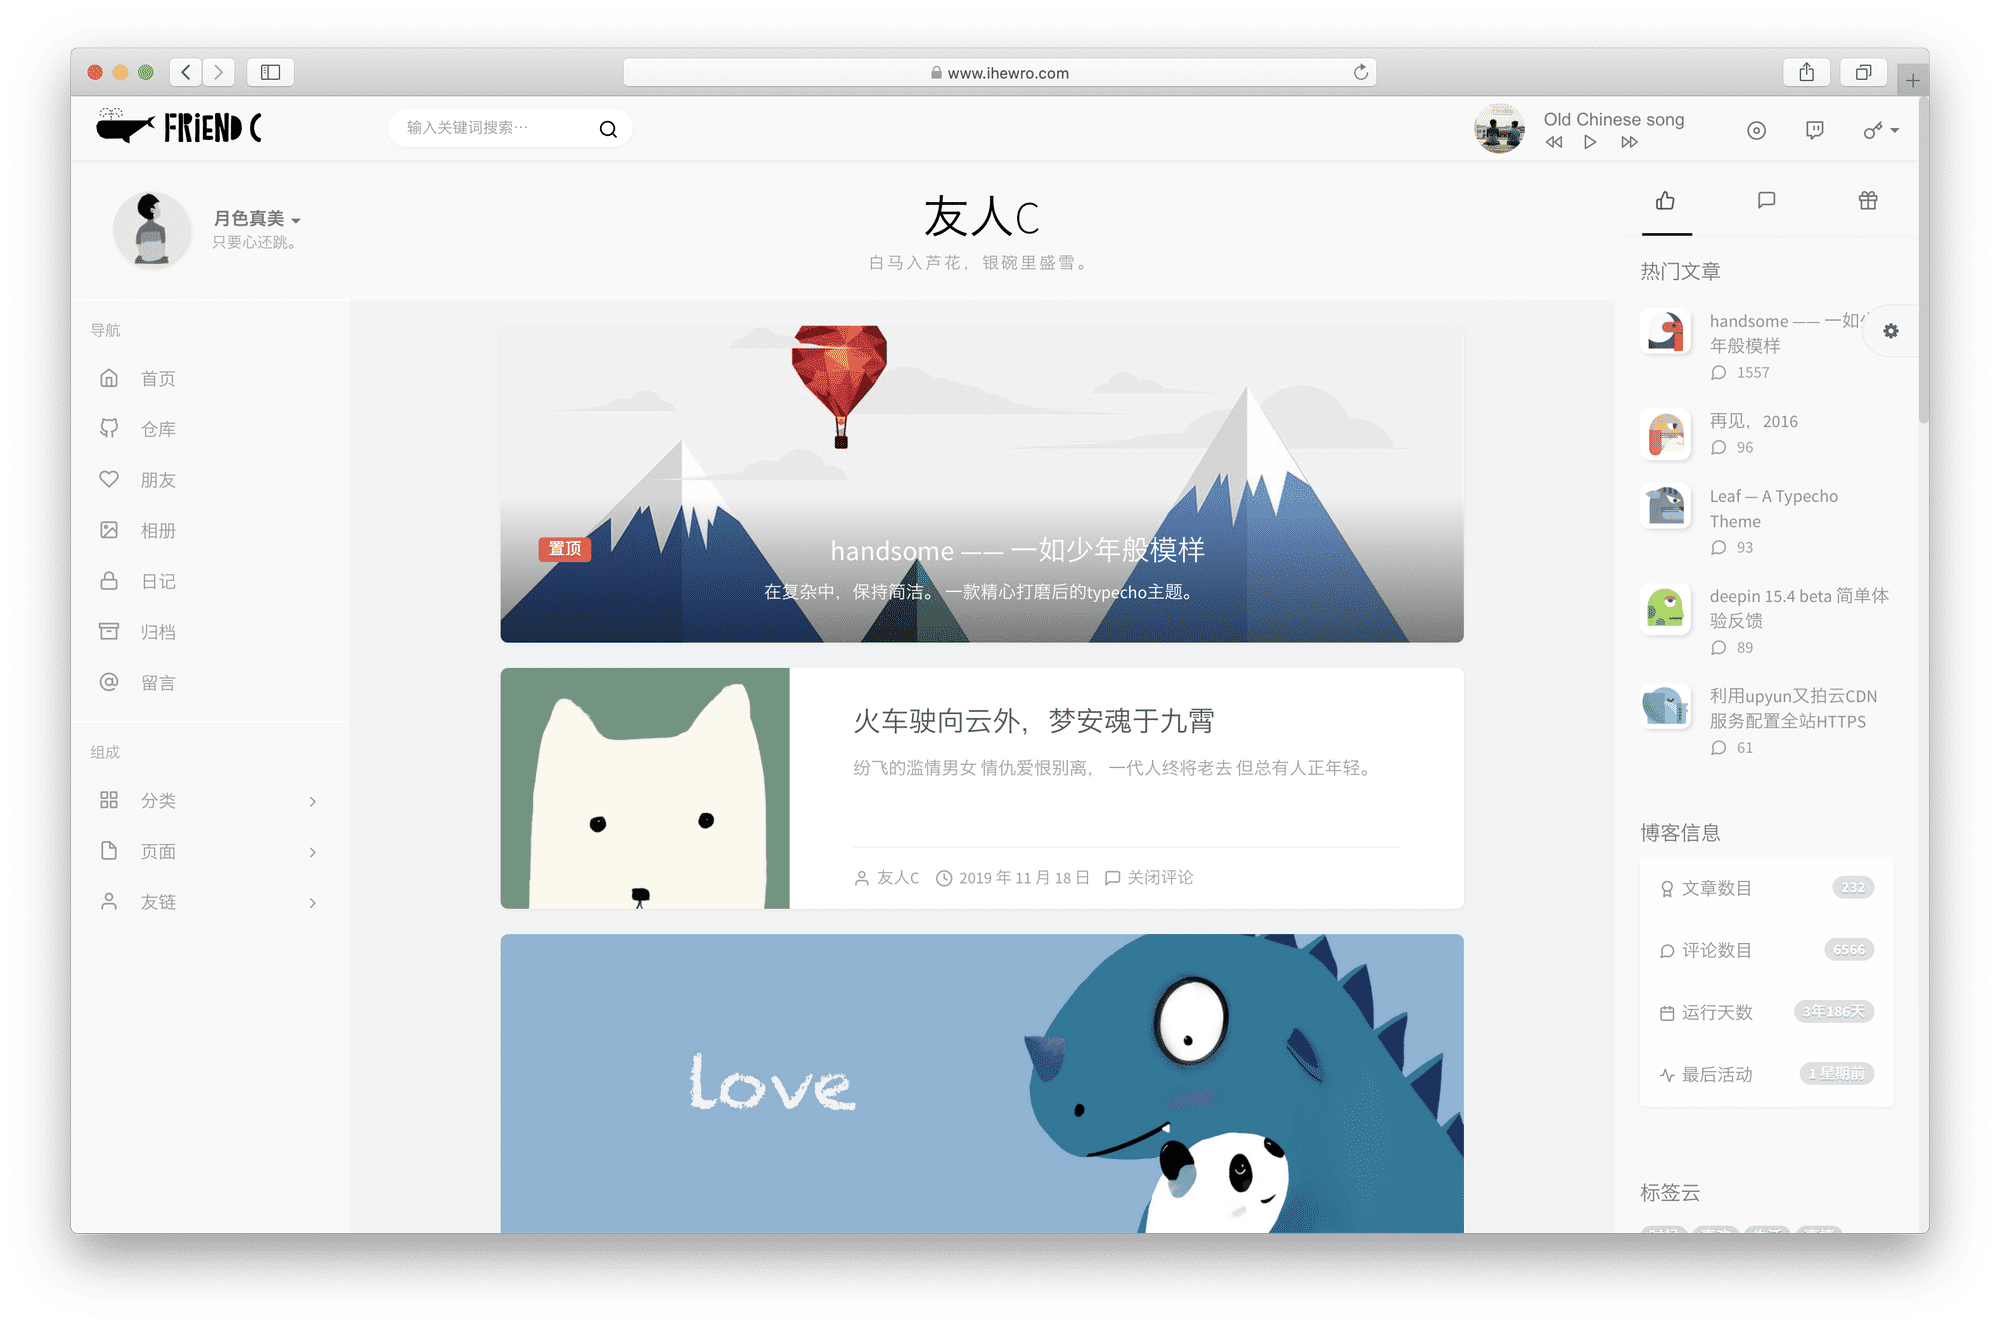 www.ihewro.com
FRiEND C
输入关键词搜索…
Old Chinese song
月色真美
只要心还跳。
友人C
白马入芦花，银碗里盛雪。
导航
首页
仓库
朋友
相册
日记
归档
留言
组成
分类
页面
友链
置顶
handsome —— 一如少年般模样
在复杂中，保持简洁。一款精心打磨后的typecho主题。
火车驶向云外，梦安魂于九霄
纷飞的滥情男女 情仇爱恨别离， 一代人终将老去 但总有人正年轻。
友人C 2019 年 11 月 18 日 关闭评论
love
热门文章
handsome —— 一如少
年般模样
1557
再见，2016
96
Leaf — A Typecho
Theme
93
deepin 15.4 beta 简单体
验反馈
89
利用upyun又拍云CDN
服务配置全站HTTPS
61
博客信息
文章数目 232
评论数目 6566
运行天数 3年186天
最后活动 1 星期前
标签云